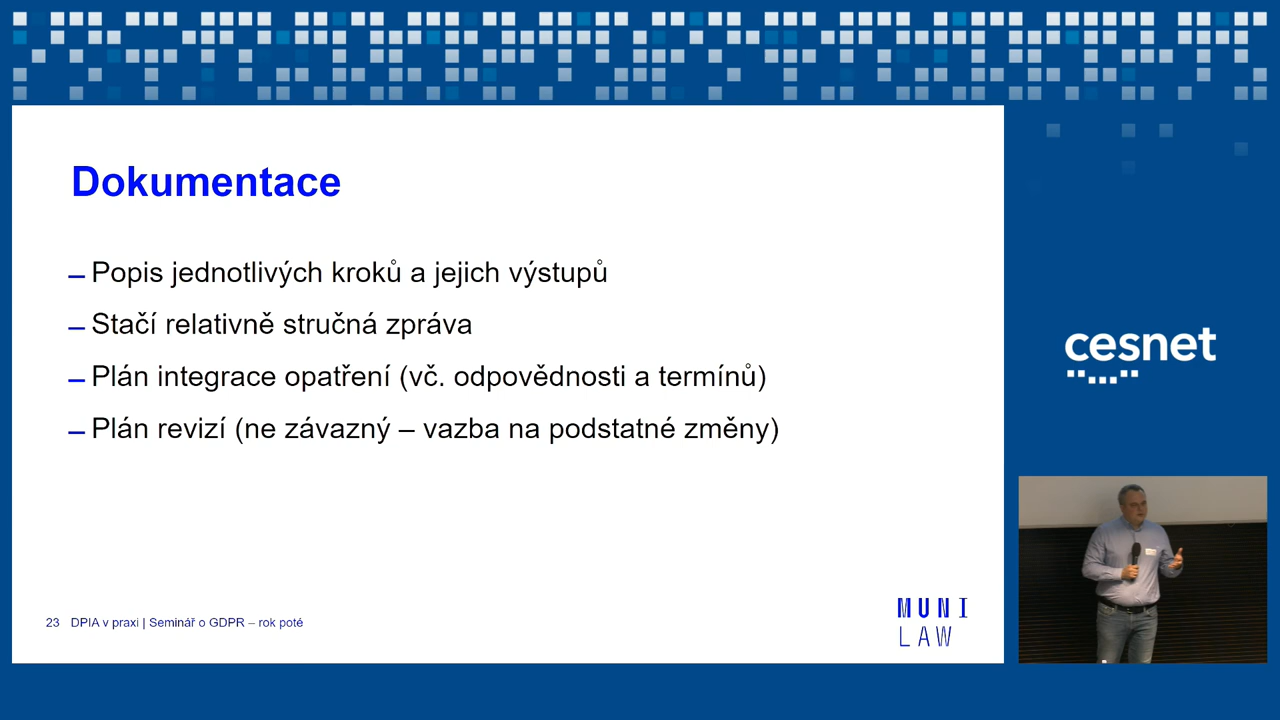 Dokumentace
– Popis jednotlivých kroků a jejich výstupů
– Stačí relativně stručná zpráva
– Plán integrace opatření (vč. odpovědnosti a termínů)
– Plán revizí (ne závazný – vazba na podstatné změny)
23 DPIA v praxi | Seminář o GDPR – rok poté
MUNI
LAW
cesnet